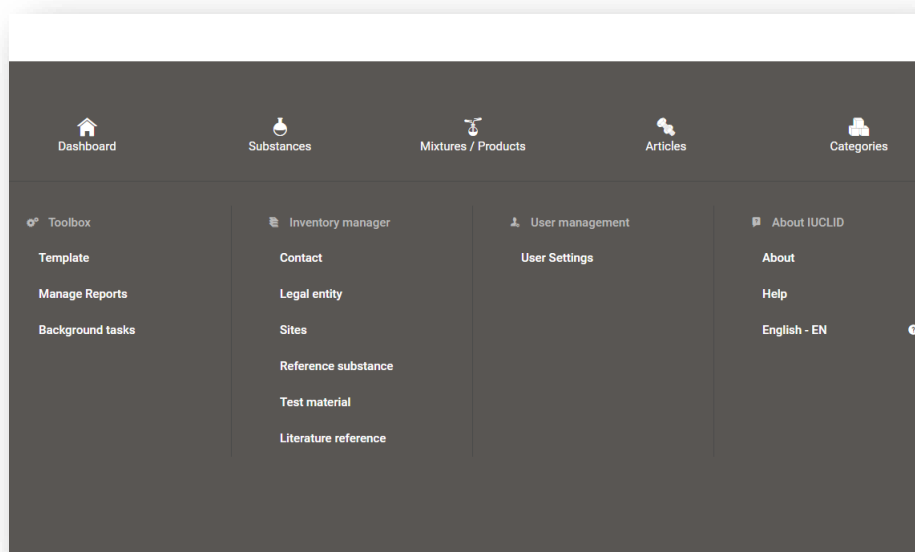 Dashboard
Substances
Mixtures / Products
Articles
Categories
Toolbox
Template
Manage Reports
Background tasks
Inventory manager
Contact
Legal entity
Sites
Reference substance
Test material
Literature reference
User management
User Settings
About IUCLID
About
Help
English - EN